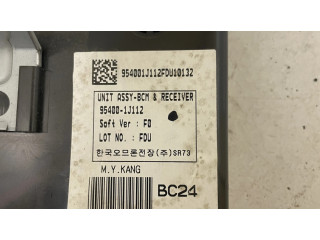 954001J112FDU10132
UNIT ASSY-BCM & RECEIVER
95400-1J112
Soft Ver : F0
LOT NO. : FDU
한국오므론전장(주) SR73
M.Y.KANG
BC24